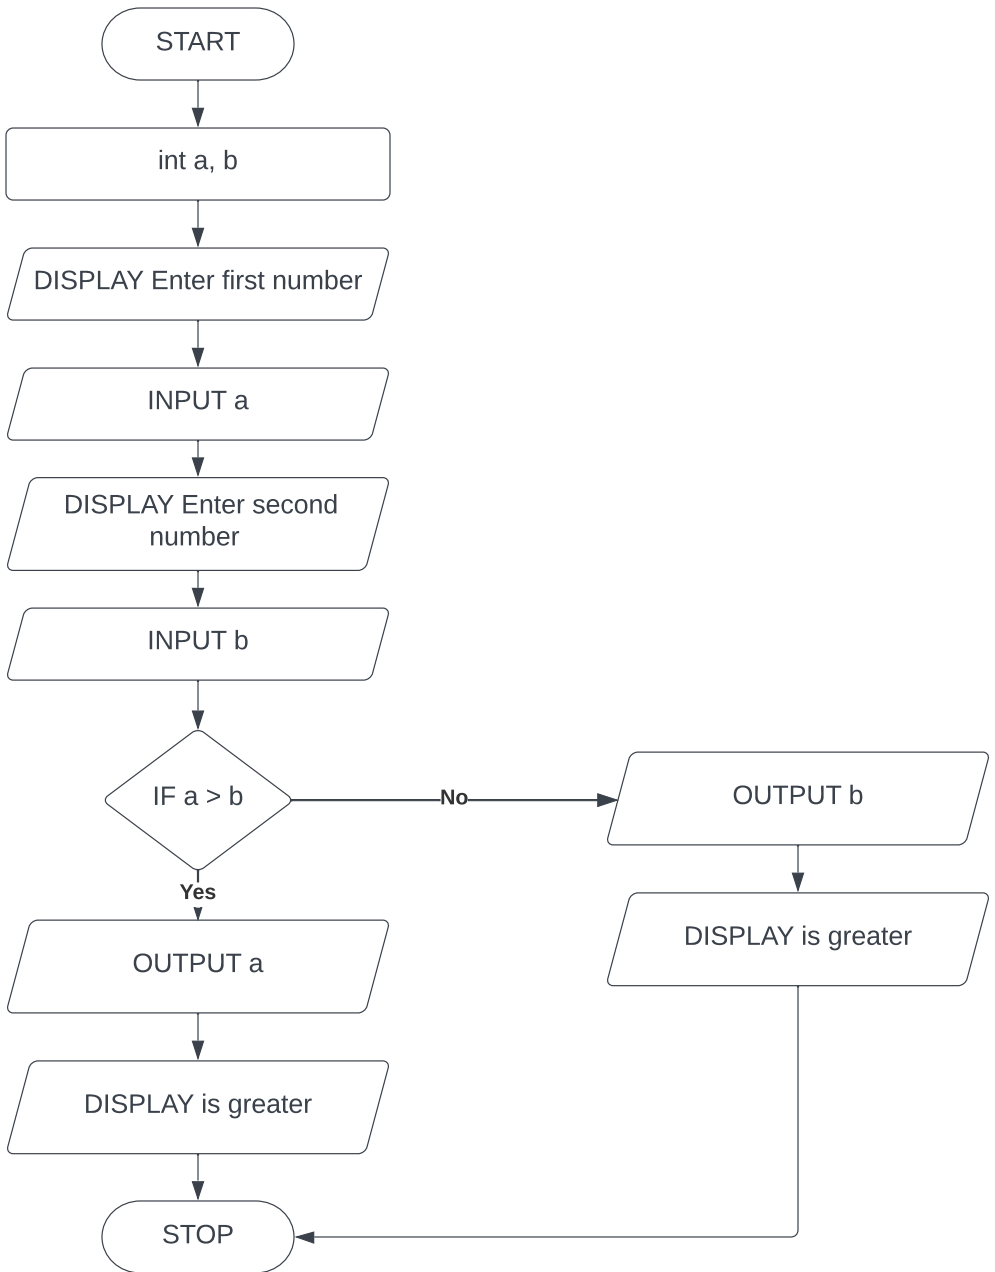 START
int a, b
DISPLAY Enter first number
INPUT a
DISPLAY Enter second
number
INPUT b
IF a > b
No
OUTPUT b
DISPLAY is greater
Yes
OUTPUT a
DISPLAY is greater
STOP